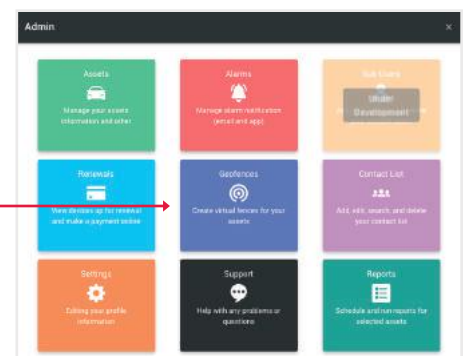 Admin
×
Assets
Manage your assets
information and other
Alarms
Manage alarm notification
(email and app)
Sub Users
Under
Development
Renewals
View devices up for renewal
and make a payment online
Geofences
Create virtual fences for your
assets
Contact List
Add, edit, search, and delete
your contact list
Settings
Editing your profile
information
Support
Help with any problems or
questions
Reports
Schedule and run reports for
selected assets